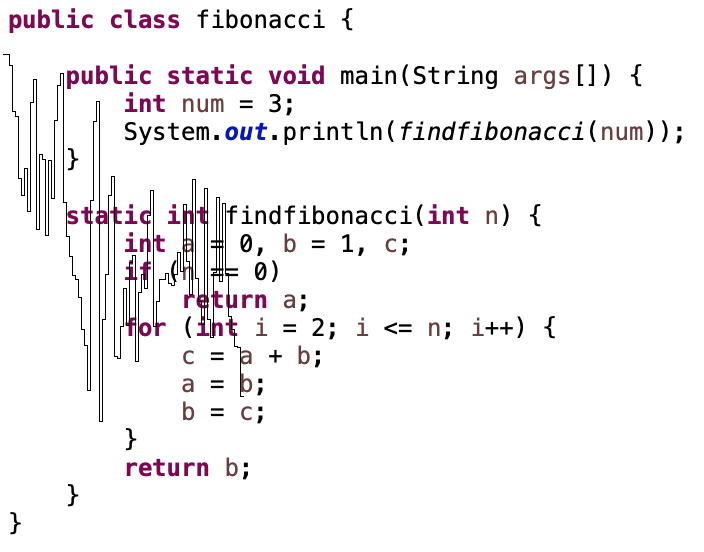 public class fibonacci {
public static void main(String args[]) {
int num = 3;
System.out.println(findfibonacci(num));
}
static int findfibonacci(int n) {
int a = 0, b = 1, c;
if (n == 0)
return a;
for (int i = 2; i <= n; i++) {
c = a + b;
a = b;
b = c;
}
return b;
}
}